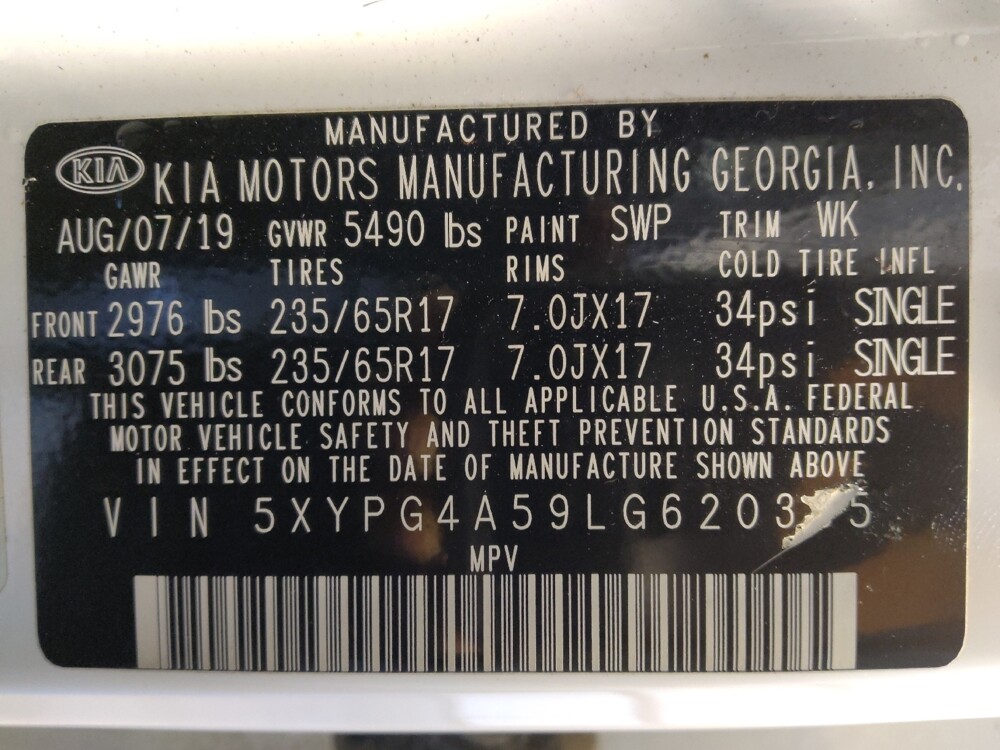 MANUFACTURED BY
KIA KIA MOTORS MANUFACTURING GEORGIA, INC.
AUG/07/19 GVWR 5490 lbs PAINT SWP TRIM WK
GAWR TIRES RIMS COLD TIRE INFL
FRONT 2976 lbs 235/65R17 7.0JX17 34psi SINGLE
REAR 3075 lbs 235/65R17 7.0JX17 34psi SINGLE
THIS VEHICLE CONFORMS TO ALL APPLICABLE U.S.A. FEDERAL
MOTOR VEHICLE SAFETY AND THEFT PREVENTION STANDARDS
IN EFFECT ON THE DATE OF MANUFACTURE SHOWN ABOVE
VIN
MPV